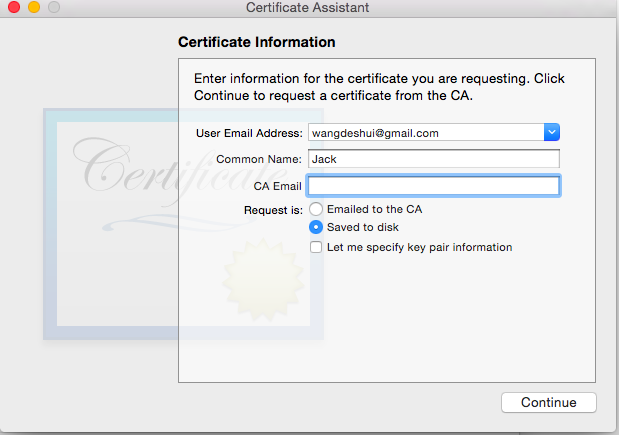 Certificate Assistant
Certificate Information
Enter information for the certificate you are requesting. Click
Continue to request a certificate from the CA.
Certificate
User Email Address: wangdeshui@gmail.com
Common Name: Jack
CA Email
Request is: Emailed to the CA
Saved to disk
Let me specify key pair information
Continue